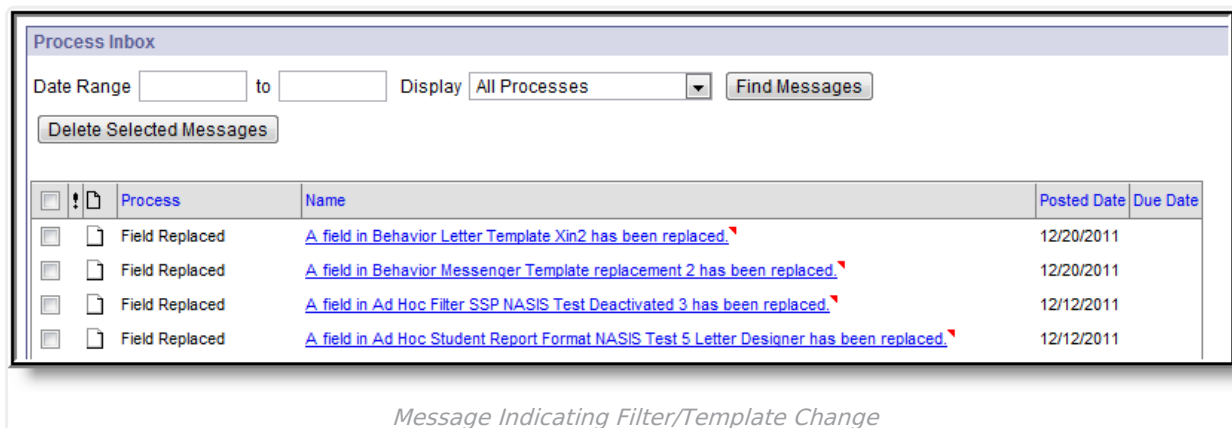 Process Inbox
Date Range to Display All Processes Find Messages
Delete Selected Messages
! Process Name Posted Date Due Date
Field Replaced A field in Behavior Letter Template Xin2 has been replaced. 12/20/2011
Field Replaced A field in Behavior Messenger Template replacement 2 has been replaced. 12/20/2011
Field Replaced A field in Ad Hoc Filter SSP NASIS Test Deactivated 3 has been replaced. 12/12/2011
Field Replaced A field in Ad Hoc Student Report Format NASIS Test 5 Letter Designer has been replaced. 12/12/2011
Message Indicating Filter/Template Change